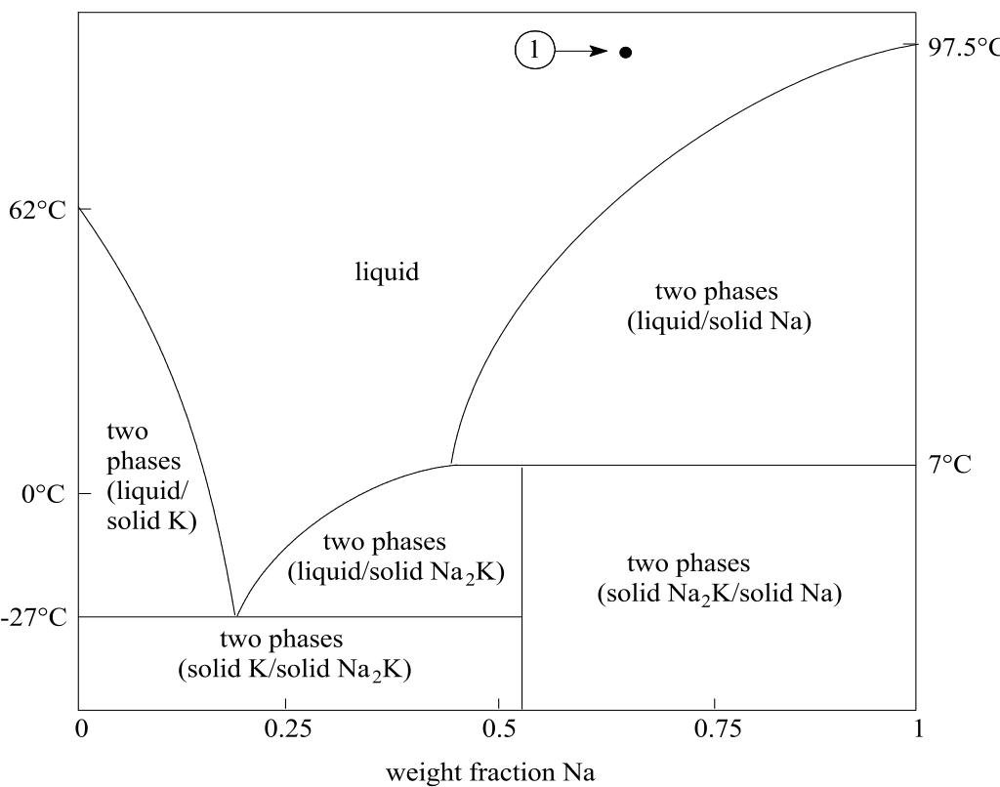 1
97.5°C
62°C
liquid
two phases
(liquid/solid Na)
two
phases
(liquid/
solid K)
7°C
0°C
two phases
(liquid/solid Na2K)
two phases
(solid Na2K/solid Na)
-27°C
two phases
(solid K/solid Na2K)
0
0.25
0.5
0.75
1
weight fraction Na